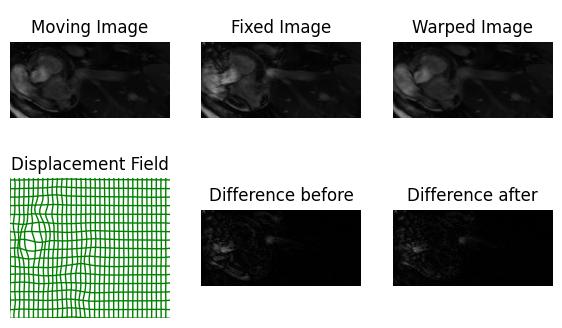 Moving Image
Fixed Image
Warped Image
Displacement Field
Difference before
Difference after